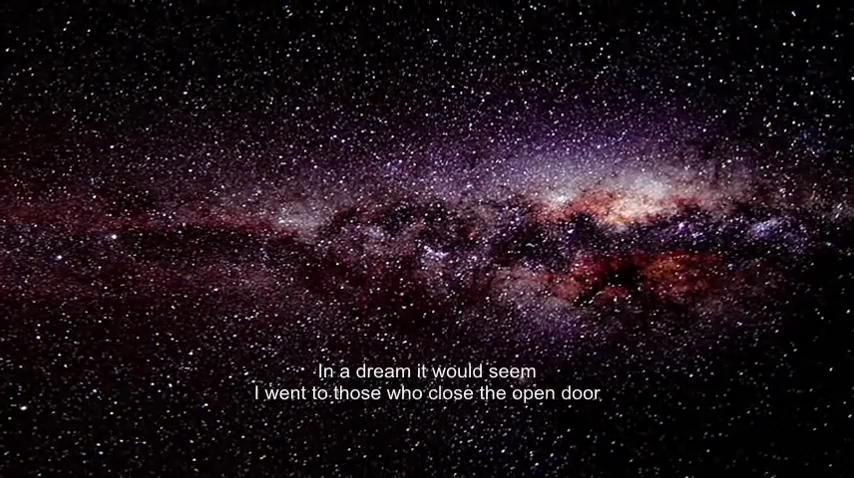 In a dream it would seem
I went to those who close the open door